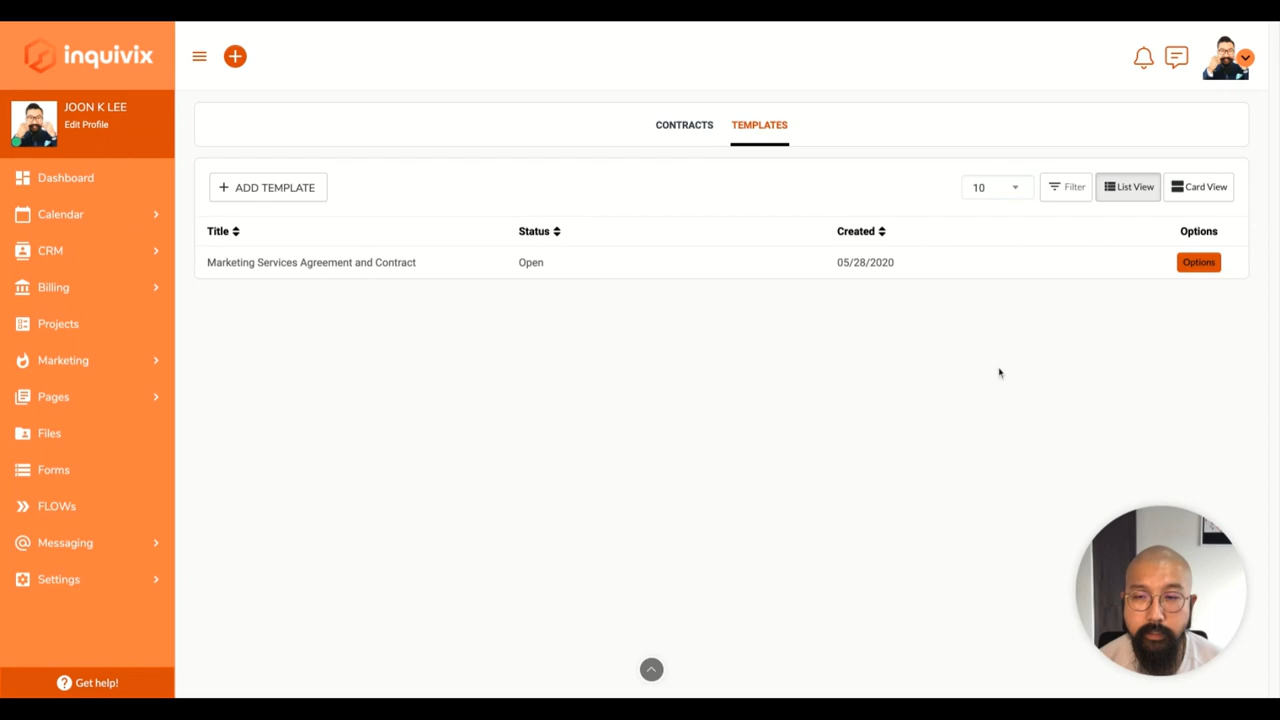 inquivix
JOON K LEE
Edit Profile
Dashboard
Calendar
CRM
Billing
Projects
Marketing
Pages
Files
Forms
FLOWs
Messaging
Settings
? Get help!
CONTRACTS TEMPLATES
+ ADD TEMPLATE 10 Filter List View Card View
Title Status Created Options
Marketing Services Agreement and Contract Open 05/28/2020 Options